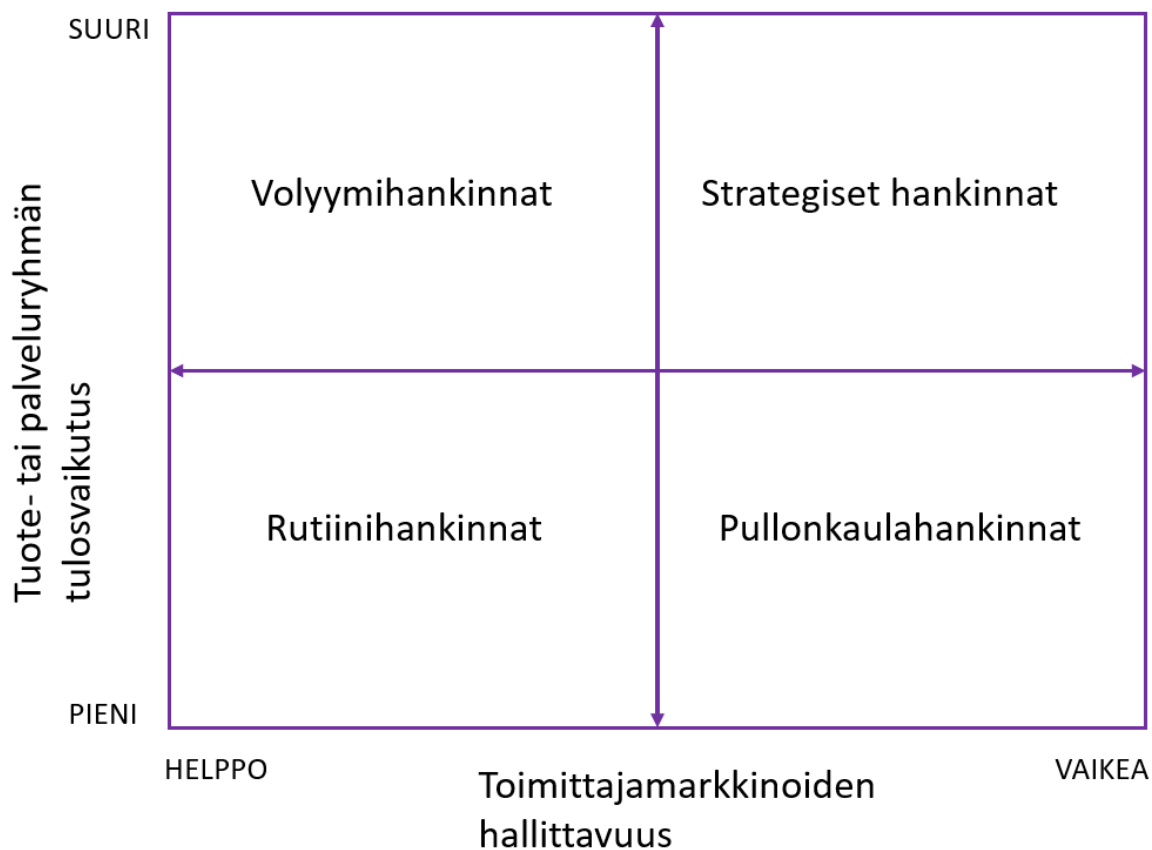 SUURI
Volyymihankinnat
Strategiset hankinnat
Tuote- tai palveluryhmän
tulosvaikutus
Rutiinihankinnat
Pullonkaulahankinnat
PIENI
HELPPO
VAIKEA
Toimittajamarkkinoiden
hallittavuus